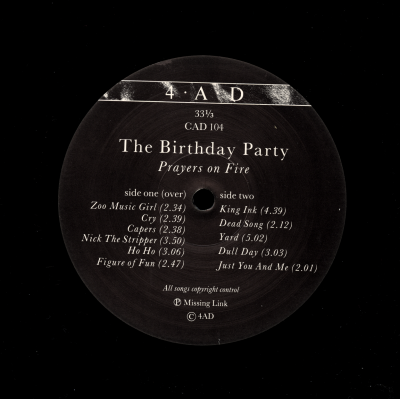 4·AD
33⅓
CAD 104
The Birthday Party
Prayers on Fire
side one (over)
Zoo Music Girl (2.34)
Cry (2.39)
Capers (2.38)
Nick The Stripper (3.50)
Ho Ho (3.06)
Figure of Fun (2.47)
side two
King Ink (4.39)
Dead Song (2.12)
Yard (5.02)
Dull Day (3.03)
Just You And Me (2.01)
All songs copyright control
℗ Missing Link
© 4AD